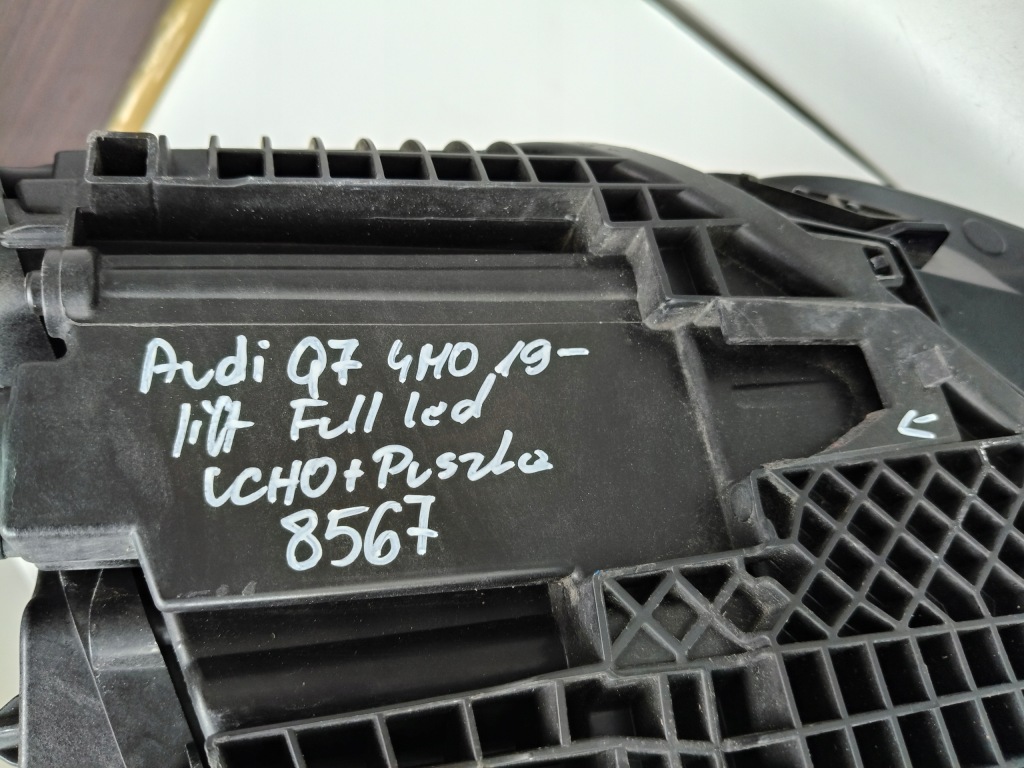 Audi Q7 4M0 19-
lift Full led
UCHO + Puszka
8567